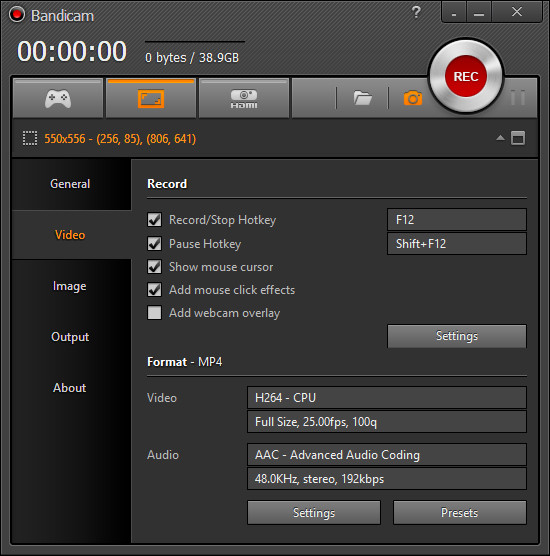 Bandicam
?
00:00:00
0 bytes / 38.9GB
REC
HDMI
550x556 - (256, 85), (806, 641)
General
Video
Image
Output
About
Record
Record/Stop Hotkey
F12
Pause Hotkey
Shift+F12
Show mouse cursor
Add mouse click effects
Add webcam overlay
Settings
Format - MP4
Video
H264 - CPU
Full Size, 25.00fps, 100q
Audio
AAC - Advanced Audio Coding
48.0KHz, stereo, 192kbps
Settings
Presets